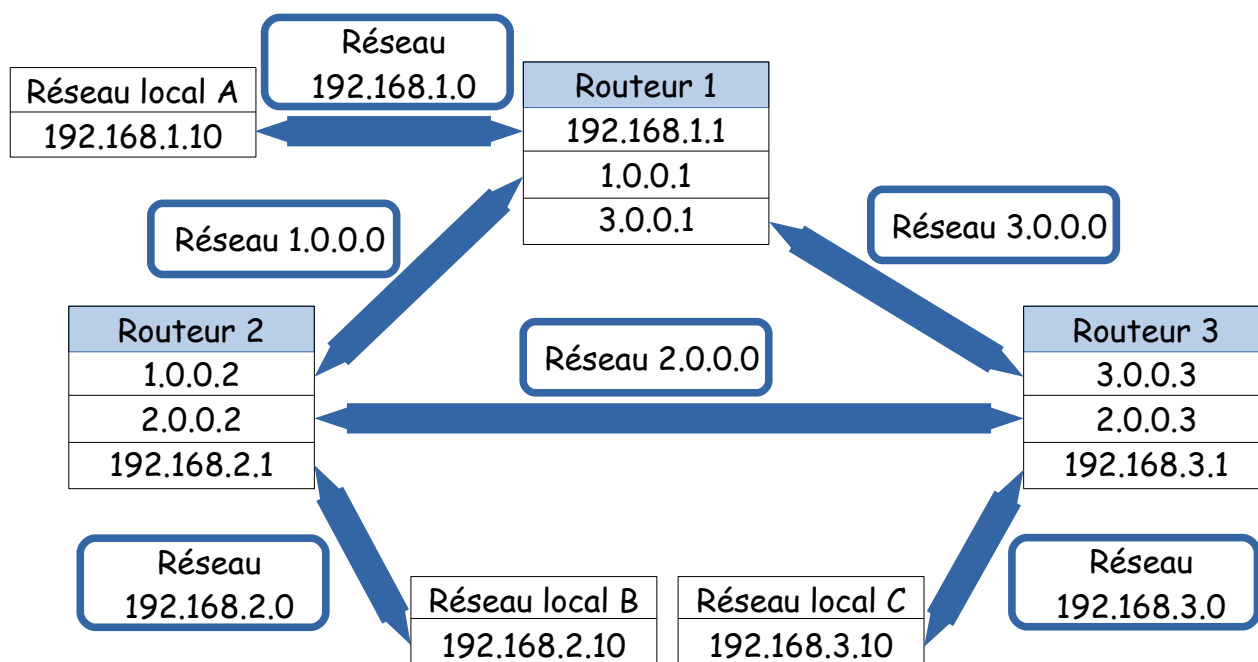 Réseau
192.168.1.0
Réseau local A
192.168.1.10
Routeur 1
192.168.1.1
1.0.0.1
3.0.0.1
Réseau 1.0.0.0
Réseau 3.0.0.0
Routeur 2
1.0.0.2
2.0.0.2
192.168.2.1
Réseau 2.0.0.0
Routeur 3
3.0.0.3
2.0.0.3
192.168.3.1
Réseau
192.168.2.0
Réseau local B
192.168.2.10
Réseau local C
192.168.3.10
Réseau
192.168.3.0